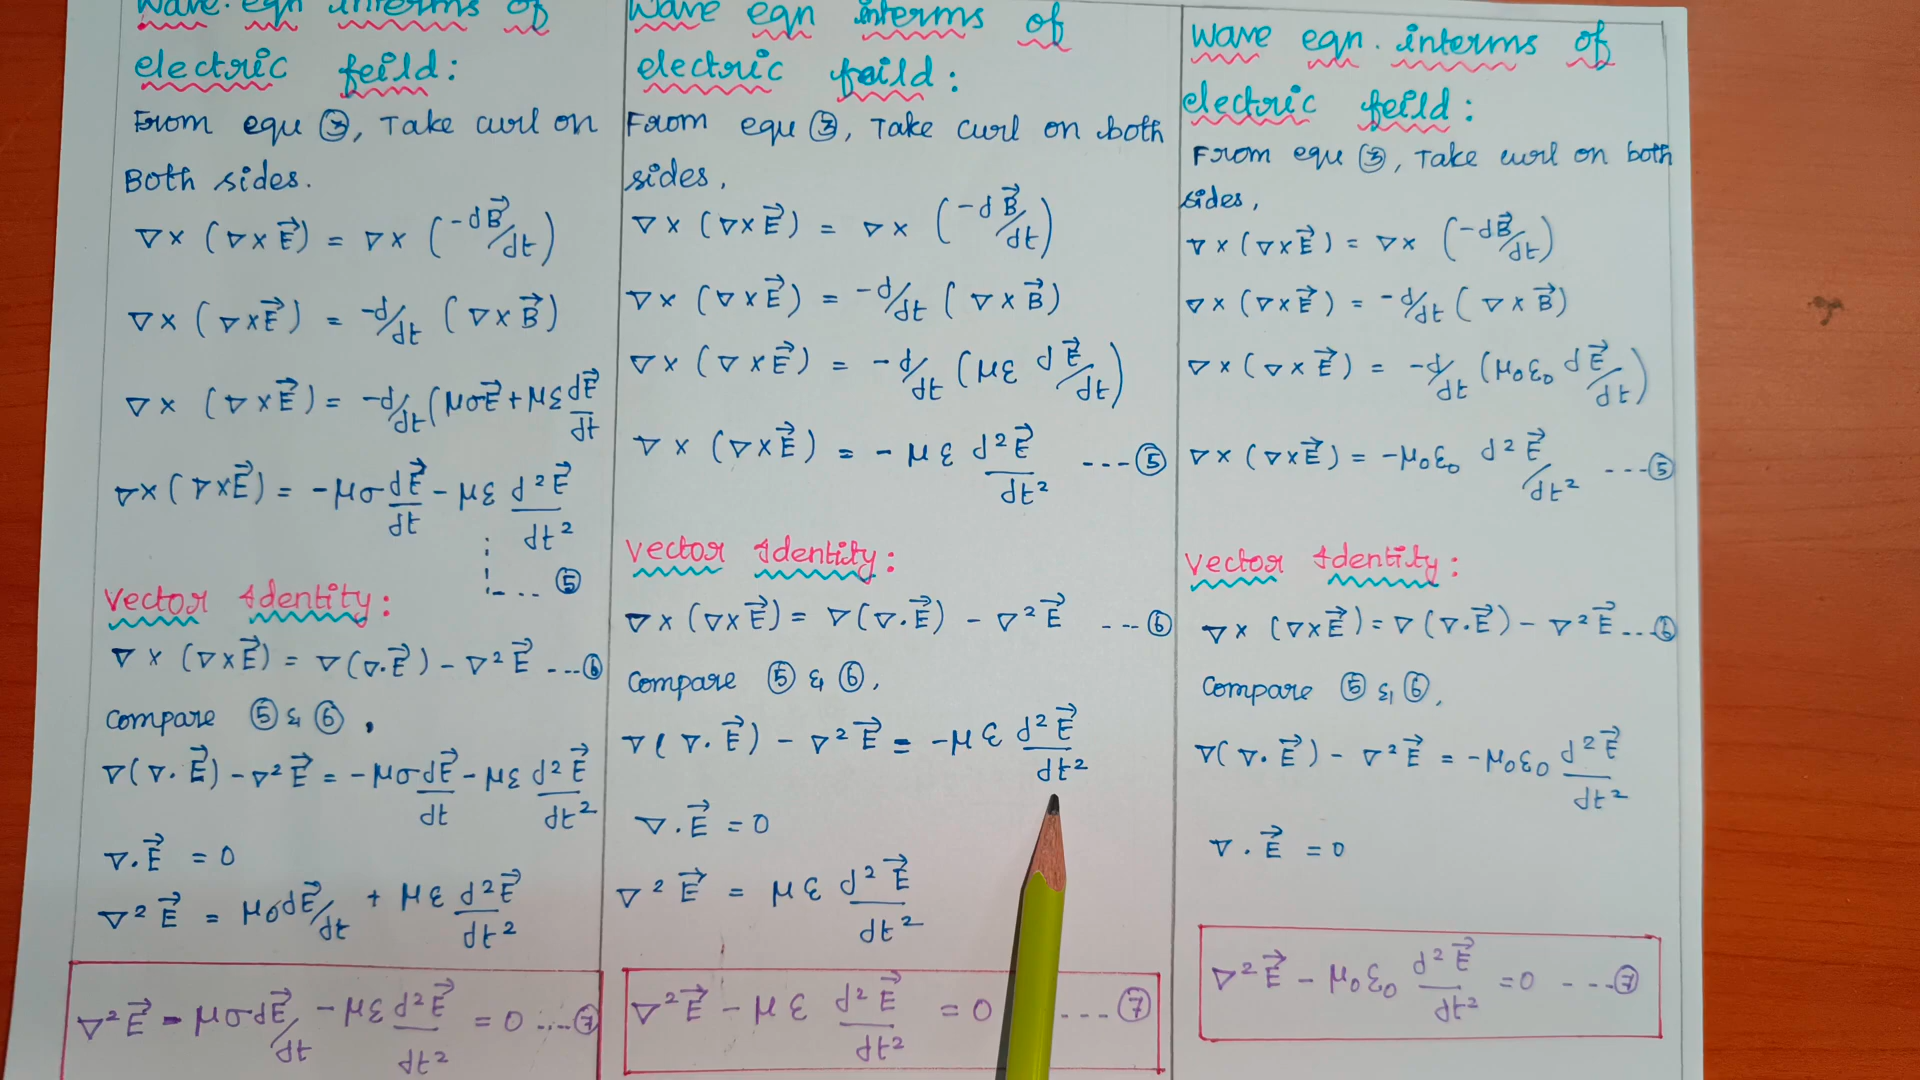 Wave eqn interms of
electric feild:
From equ ③, Take curl on
Both sides.
∇× (∇×E⃗) = ∇× (-dB⃗/dt)
∇× (∇×E⃗) = -d/dt (∇×B⃗)
∇× (∇×E⃗) = -d/dt (μσE⃗ + με dE⃗/dt
∇× (∇×E⃗) = -μσ dE⃗/dt - με d²E⃗/dt²
---- ⑤
Vector Identity:
∇× (∇×E⃗) = ∇(∇.E⃗) - ∇²E⃗ ---⑥
Compare ⑤ & ⑥,
∇(∇.E⃗) - ∇²E⃗ = -μσ dE⃗/dt - με d²E⃗/dt²
∇.E⃗ = 0
∇²E⃗ = μσ dE⃗/dt + με d²E⃗/dt²
∇²E⃗ - μσ dE⃗/dt - με d²E⃗/dt² = 0 ---⑦
Wave eqn interms of
electric feild:
From equ ③, Take curl on both
sides,
∇× (∇×E⃗) = ∇× (-dB⃗/dt)
∇× (∇×E⃗) = -d/dt (∇×B⃗)
∇× (∇×E⃗) = -d/dt (με dE⃗/dt)
∇× (∇×E⃗) = -με d²E⃗/dt² ---⑤
Vector Identity:
∇× (∇×E⃗) = ∇(∇.E⃗) - ∇²E⃗ ---⑥
Compare ⑤ & ⑥,
∇(∇.E⃗) - ∇²E⃗ = -με d²E⃗/dt²
∇.E⃗ = 0
∇²E⃗ = με d²E⃗/dt²
∇²E⃗ - με d²E⃗/dt² = 0 ----⑦
Wave eqn. interms of
electric feild:
From equ ③, Take curl on both
sides,
∇× (∇×E⃗) = ∇× (-dB⃗/dt)
∇× (∇×E⃗) = -d/dt (∇×B⃗)
∇× (∇×E⃗) = -d/dt (μ₀ε₀ dE⃗/dt)
∇× (∇×E⃗) = -μ₀ε₀ d²E⃗/dt² ---⑤
Vector Identity:
∇× (∇×E⃗) = ∇(∇.E⃗) - ∇²E⃗ ---⑥
Compare ⑤ & ⑥,
∇(∇.E⃗) - ∇²E⃗ = -μ₀ε₀ d²E⃗/dt²
∇.E⃗ = 0
∇²E⃗ - μ₀ε₀ d²E⃗/dt² = 0 ---⑦